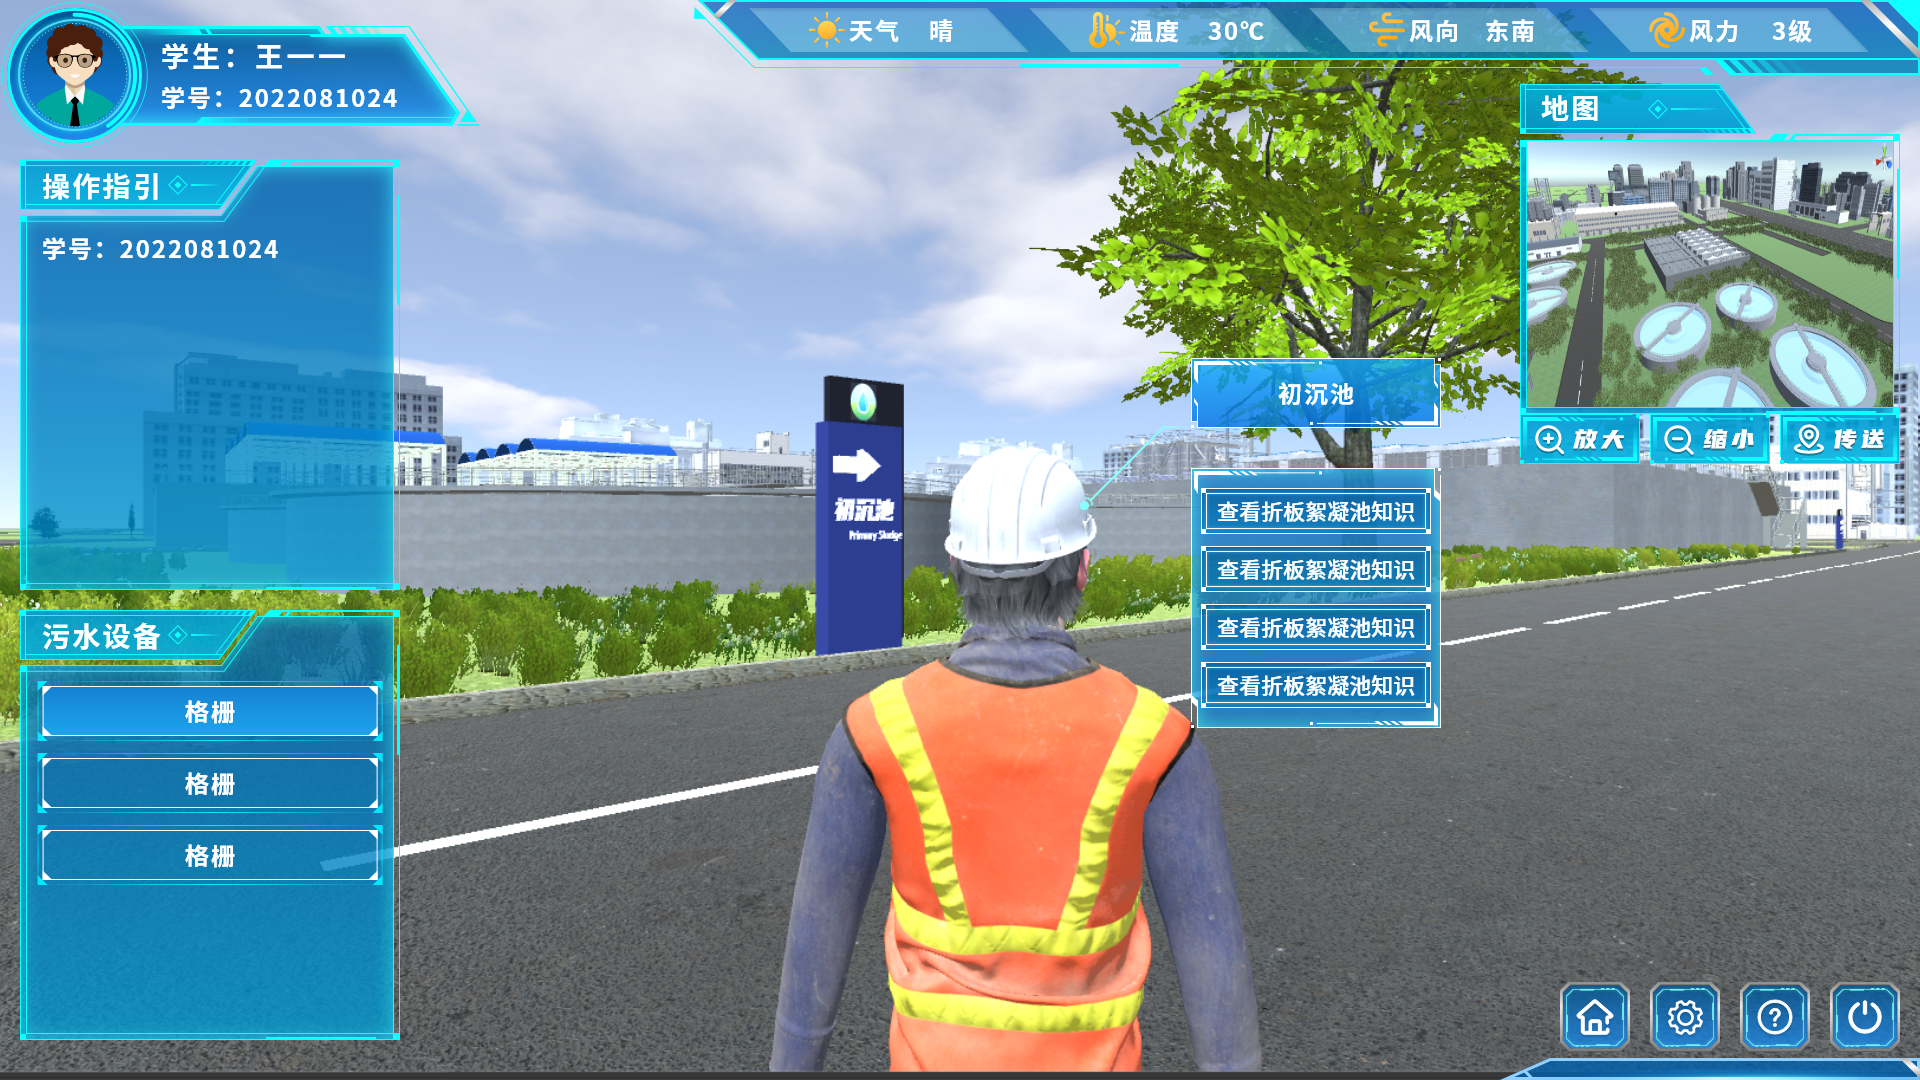 学生：王一一
学号：2022081024
天气 晴
温度 30℃
风向 东南
风力 3级
操作指引
学号：2022081024
污水设备
格栅
格栅
格栅
初沉池
Primary Sludge
初沉池
查看折板絮凝池知识
查看折板絮凝池知识
查看折板絮凝池知识
查看折板絮凝池知识
地图
放大
缩小
传送